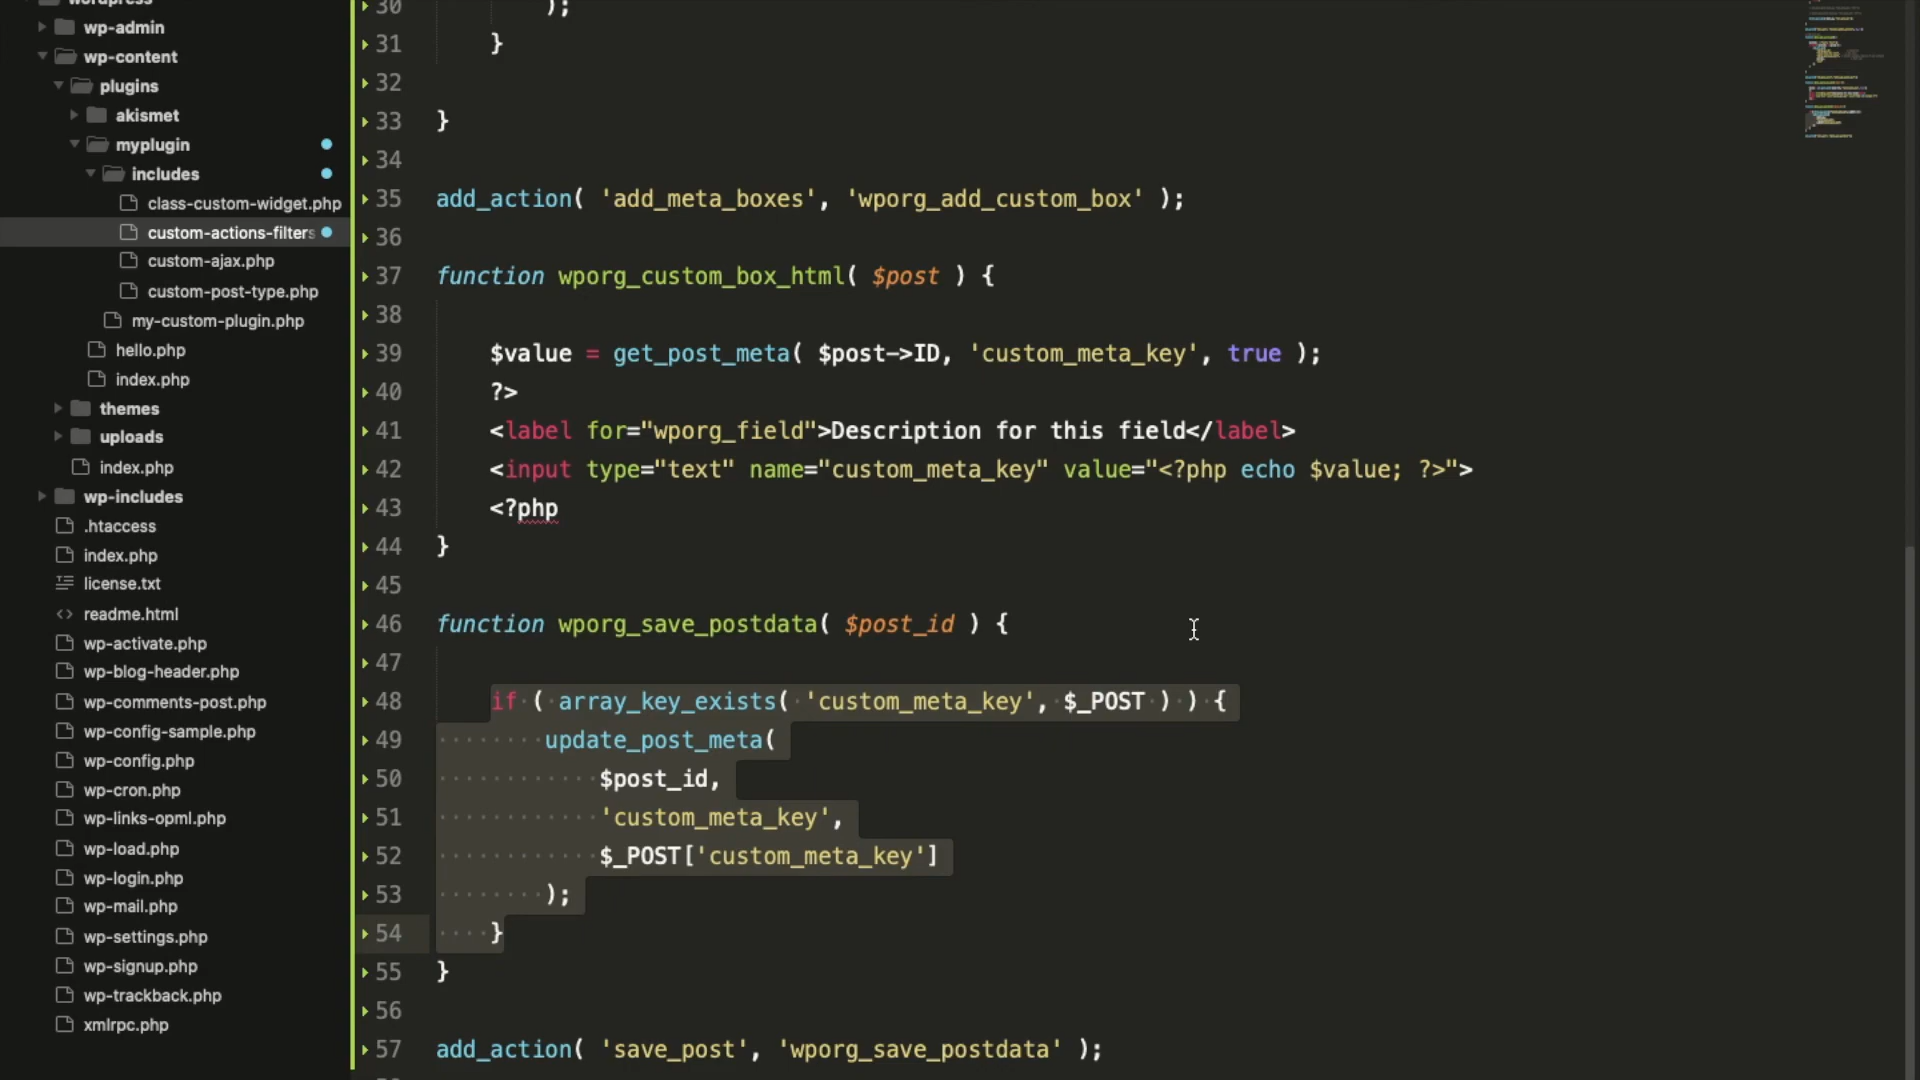 wordpress
wp-admin
wp-content
plugins
akismet
myplugin
includes
class-custom-widget.php
custom-actions-filters
custom-ajax.php
custom-post-type.php
my-custom-plugin.php
hello.php
index.php
themes
uploads
index.php
wp-includes
.htaccess
index.php
license.txt
readme.html
wp-activate.php
wp-blog-header.php
wp-comments-post.php
wp-config-sample.php
wp-config.php
wp-cron.php
wp-links-opml.php
wp-load.php
wp-login.php
wp-mail.php
wp-settings.php
wp-signup.php
wp-trackback.php
xmlrpc.php
30 );
31 }
32
33 }
34
35 add_action( 'add_meta_boxes', 'wporg_add_custom_box' );
36
37 function wporg_custom_box_html( $post ) {
38
39 $value = get_post_meta( $post->ID, 'custom_meta_key', true );
40 ?>
41 <label for="wporg_field">Description for this field</label>
42 <input type="text" name="custom_meta_key" value="<?php echo $value; ?>">
43 <?php
44 }
45
46 function wporg_save_postdata( $post_id ) {
47
48 if ( array_key_exists( 'custom_meta_key', $_POST ) ) {
49 update_post_meta(
50 $post_id,
51 'custom_meta_key',
52 $_POST['custom_meta_key']
53 );
54 }
55 }
56
57 add_action( 'save_post', 'wporg_save_postdata' );